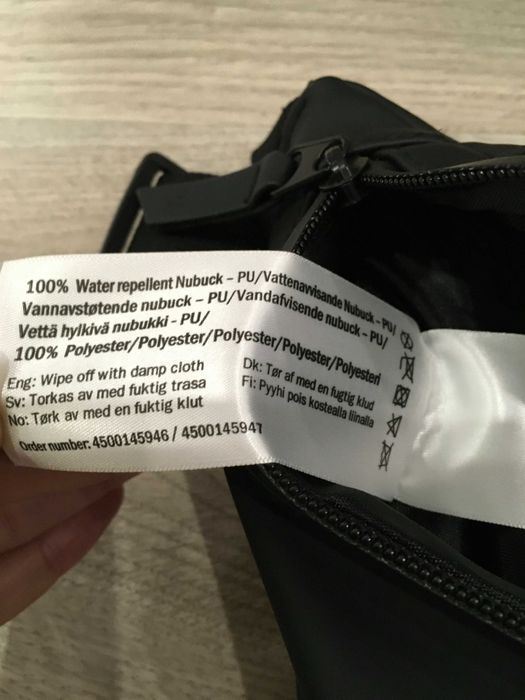 100% Water repellent Nubuck – PU/Vattenavvisande Nubuck – PU/
Vannavstøtende nubuck – PU/Vandafvisende nubuck – PU/
Vettä hylkivä nubukki - PU/
100% Polyester/Polyester/Polyester/Polyester/Polyesteri
Eng: Wipe off with damp cloth
Sv: Torkas av med fuktig trasa
No: Tørk av med en fuktig klut
Dk: Tør af med en fugtig klud
Fi: Pyyhi pois kostealla liinalla
Order number: 4500145946 / 4500145947